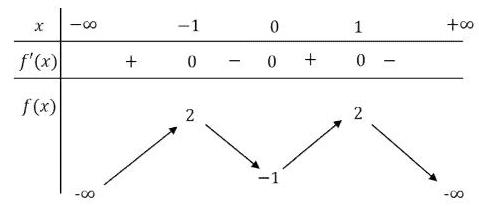 x −∞ −1 0 1 +∞
f′(x) + 0 − 0 + 0 −
f(x) 2 2
−1
-∞ -∞